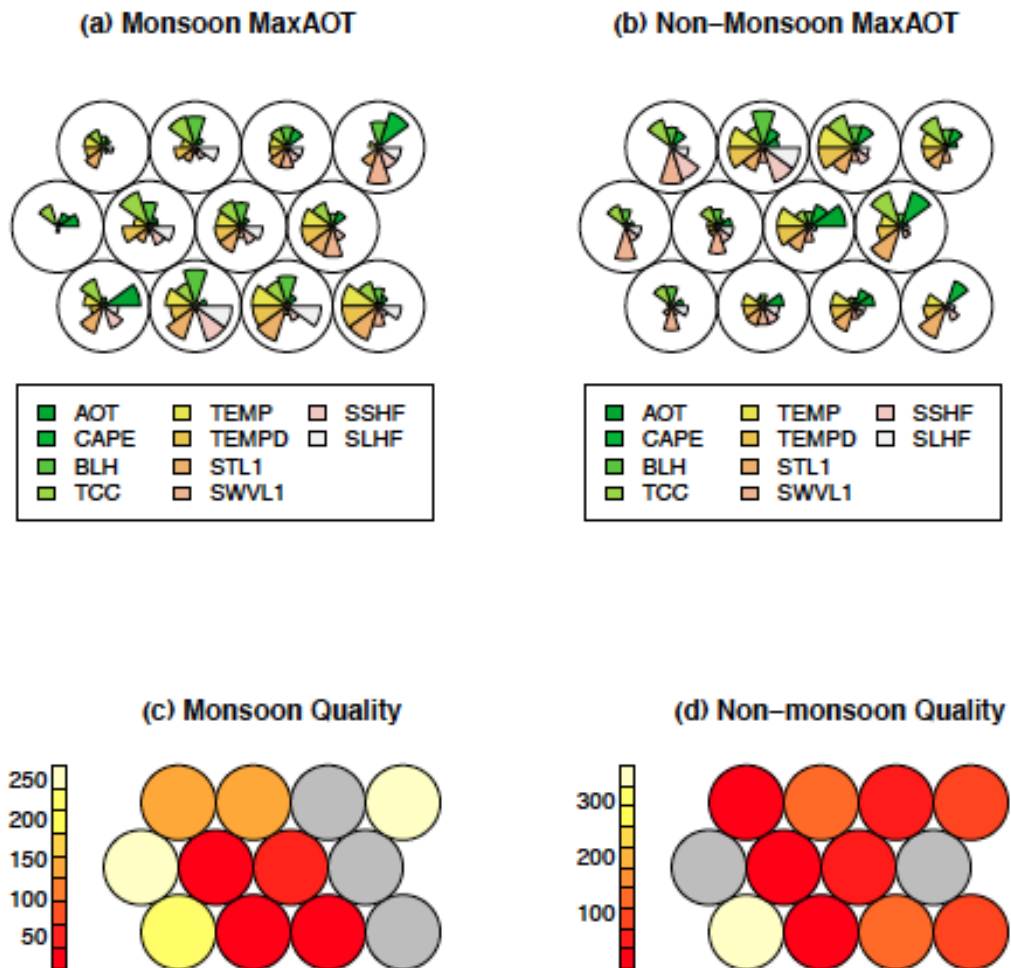 (a) Monsoon MaxAOT
(b) Non−Monsoon MaxAOT
AOT TEMP SSHF
CAPE TEMPD SLHF
BLH STL1
TCC SWVL1
AOT TEMP SSHF
CAPE TEMPD SLHF
BLH STL1
TCC SWVL1
(c) Monsoon Quality
250
200
150
100
50
(d) Non−monsoon Quality
300
200
100